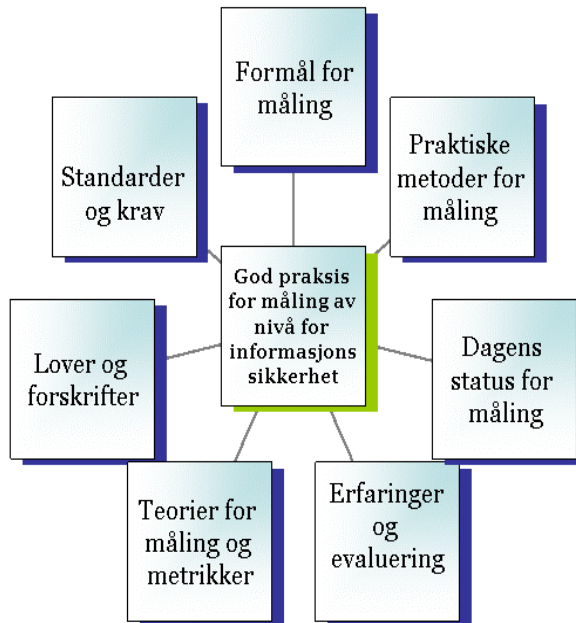 Formål for
måling
Praktiske
metoder for
måling
Standarder
og krav
God praksis
for måling av
nivå for
informasjons
sikkerhet
Dagens
status for
måling
Lover og
forskrifter
Erfaringer
og
evaluering
Teorier for
måling og
metrikker